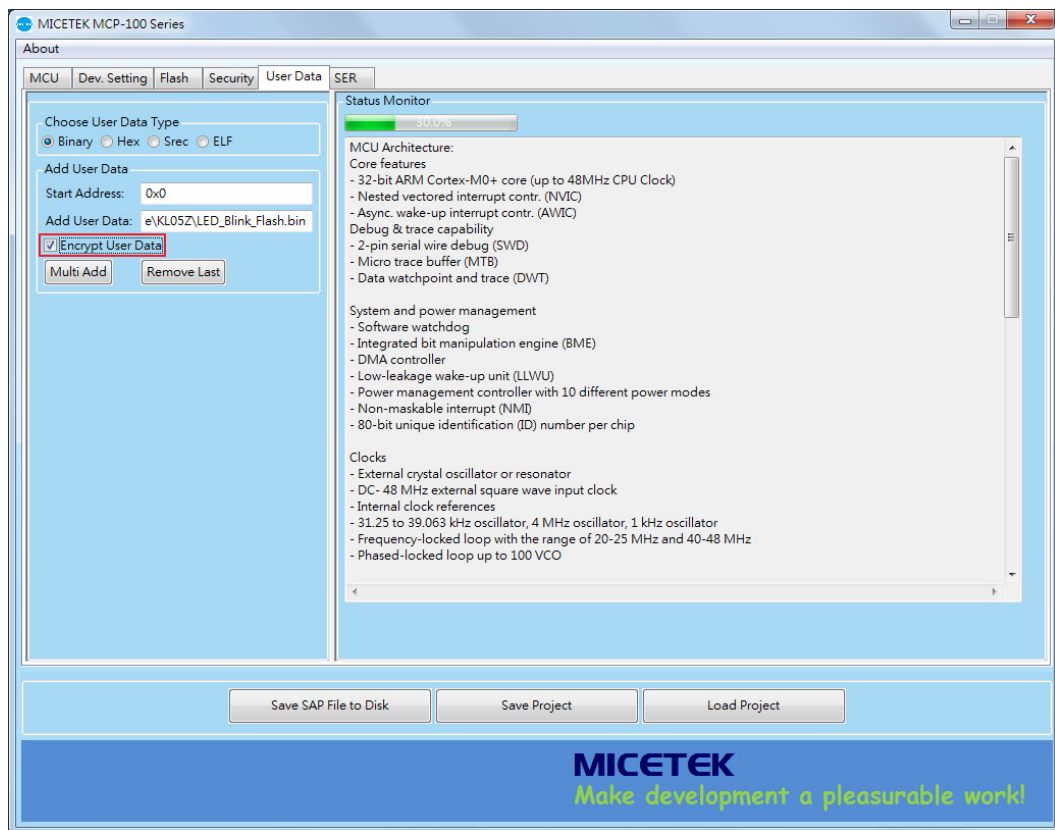 MICETEK MCP-100 Series
About
MCU Dev. Setting Flash Security User Data SER
Choose User Data Type
Binary Hex Srec ELF
Add User Data
Start Address: 0x0
Add User Data: e\KL05Z\LED_Blink_Flash.bin
Encrypt User Data
Multi Add Remove Last
Status Monitor
30.0%
MCU Architecture:
Core features
- 32-bit ARM Cortex-M0+ core (up to 48MHz CPU Clock)
- Nested vectored interrupt contr. (NVIC)
- Async. wake-up interrupt contr. (AWIC)
Debug & trace capability
- 2-pin serial wire debug (SWD)
- Micro trace buffer (MTB)
- Data watchpoint and trace (DWT)
System and power management
- Software watchdog
- Integrated bit manipulation engine (BME)
- DMA controller
- Low-leakage wake-up unit (LLWU)
- Power management controller with 10 different power modes
- Non-maskable interrupt (NMI)
- 80-bit unique identification (ID) number per chip
Clocks
- External crystal oscillator or resonator
- DC- 48 MHz external square wave input clock
- Internal clock references
- 31.25 to 39.063 kHz oscillator, 4 MHz oscillator, 1 kHz oscillator
- Frequency-locked loop with the range of 20-25 MHz and 40-48 MHz
- Phased-locked loop up to 100 VCO
Save SAP File to Disk Save Project Load Project
MICETEK
Make development a pleasurable work!